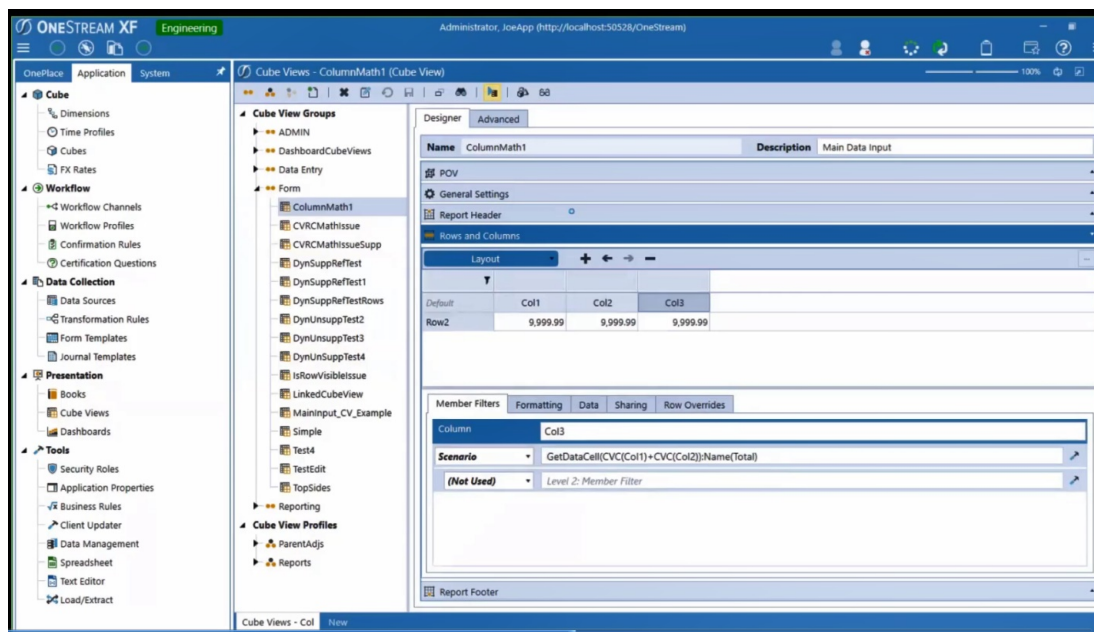 ONESTREAM XF Engineering
Administrator, JoeApp (http://localhost:50528/OneStream)
OnePlace Application System
Cube Views - ColumnMath1 (Cube View)
100%
Cube
Dimensions
Time Profiles
Cubes
FX Rates
Workflow
Workflow Channels
Workflow Profiles
Confirmation Rules
Certification Questions
Data Collection
Data Sources
Transformation Rules
Form Templates
Journal Templates
Presentation
Books
Cube Views
Dashboards
Tools
Security Roles
Application Properties
Business Rules
Client Updater
Data Management
Spreadsheet
Text Editor
Load/Extract
Cube View Groups
ADMIN
DashboardCubeViews
Data Entry
Form
ColumnMath1
CVRCMathIssue
CVRCMathIssueSupp
DynSuppRefTest
DynSuppRefTest1
DynSuppRefTestRows
DynUnsuppTest2
DynUnsuppTest3
DynUnSuppTest4
IsRowVisibleIssue
LinkedCubeView
MainInput_CV_Example
Simple
Test4
TestEdit
TopSides
Reporting
Cube View Profiles
ParentAdjs
Reports
Designer Advanced
Name ColumnMath1 Description Main Data Input
POV
General Settings
Report Header
Rows and Columns
Layout
Default Col1 Col2 Col3
Row2 9,999.99 9,999.99 9,999.99
Member Filters Formatting Data Sharing Row Overrides
Column Col3
Scenario GetDataCell(CVC(Col1)+CVC(Col2)):Name(Total)
(Not Used) Level 2: Member Filter
Report Footer
Cube Views - Col New